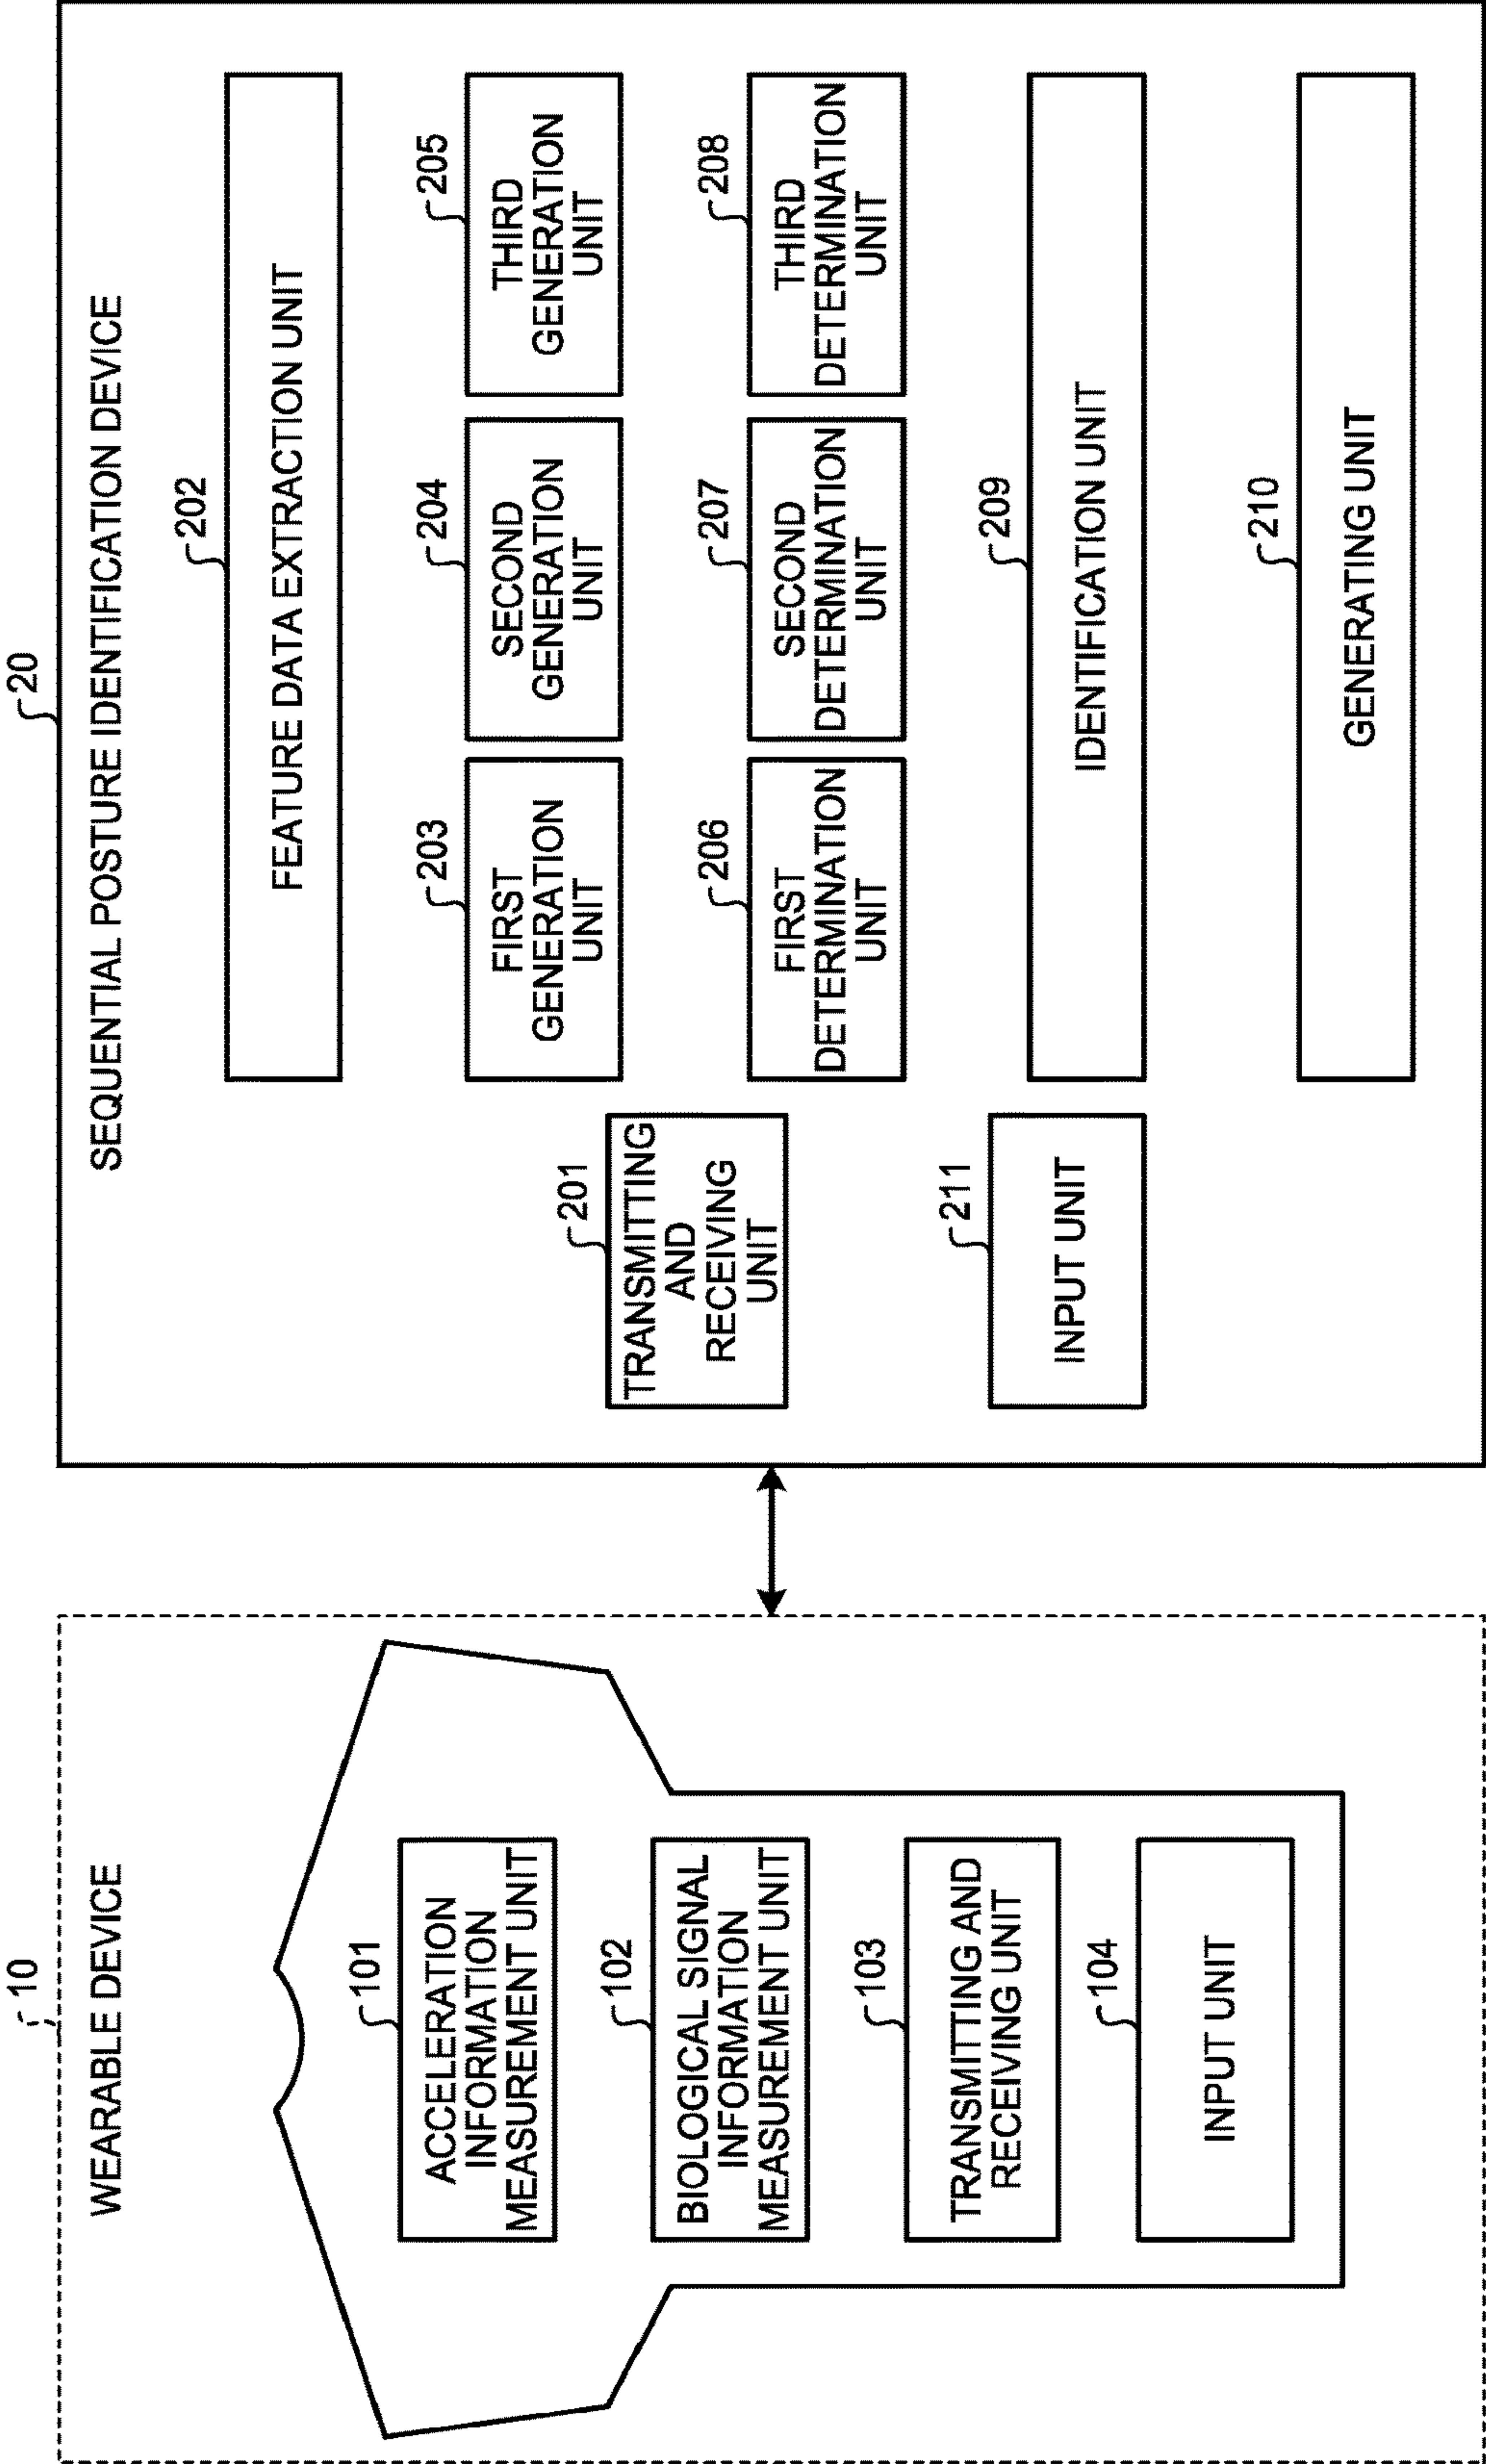 10
WEARABLE DEVICE
101
ACCELERATION
INFORMATION
MEASUREMENT UNIT
102
BIOLOGICAL SIGNAL
INFORMATION
MEASUREMENT UNIT
103
TRANSMITTING AND
RECEIVING UNIT
104
INPUT UNIT
20
SEQUENTIAL POSTURE IDENTIFICATION DEVICE
201
TRANSMITTING
AND
RECEIVING
UNIT
211
INPUT UNIT
202
FEATURE DATA EXTRACTION UNIT
203
FIRST
GENERATION
UNIT
204
SECOND
GENERATION
UNIT
205
THIRD
GENERATION
UNIT
206
FIRST
DETERMINATION
UNIT
207
SECOND
DETERMINATION
UNIT
208
THIRD
DETERMINATION
UNIT
209
IDENTIFICATION UNIT
210
GENERATING UNIT